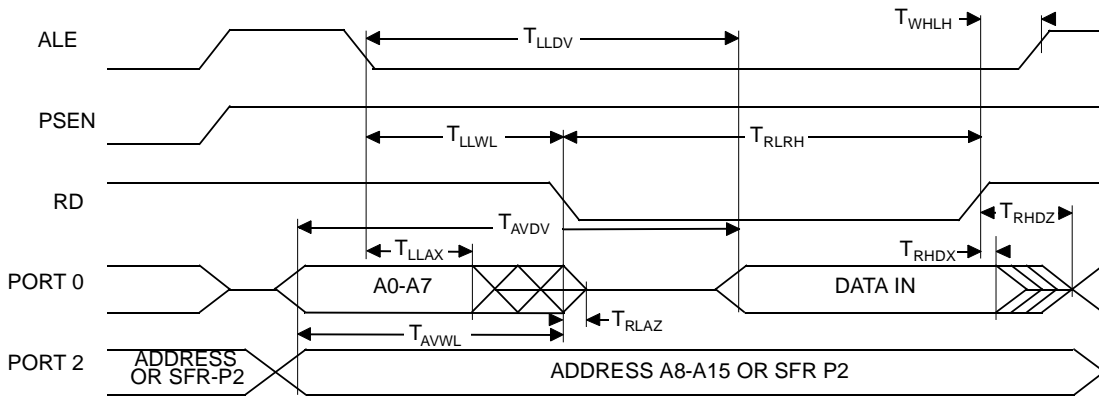 T_WHLH
ALE
T_LLDV
PSEN
T_LLWL
T_RLRH
RD
T_AVDV
T_RHDZ
T_LLAX
T_RHDX
PORT 0
A0-A7
DATA IN
T_RLAZ
T_AVWL
PORT 2
ADDRESS
OR SFR-P2
ADDRESS A8-A15 OR SFR P2